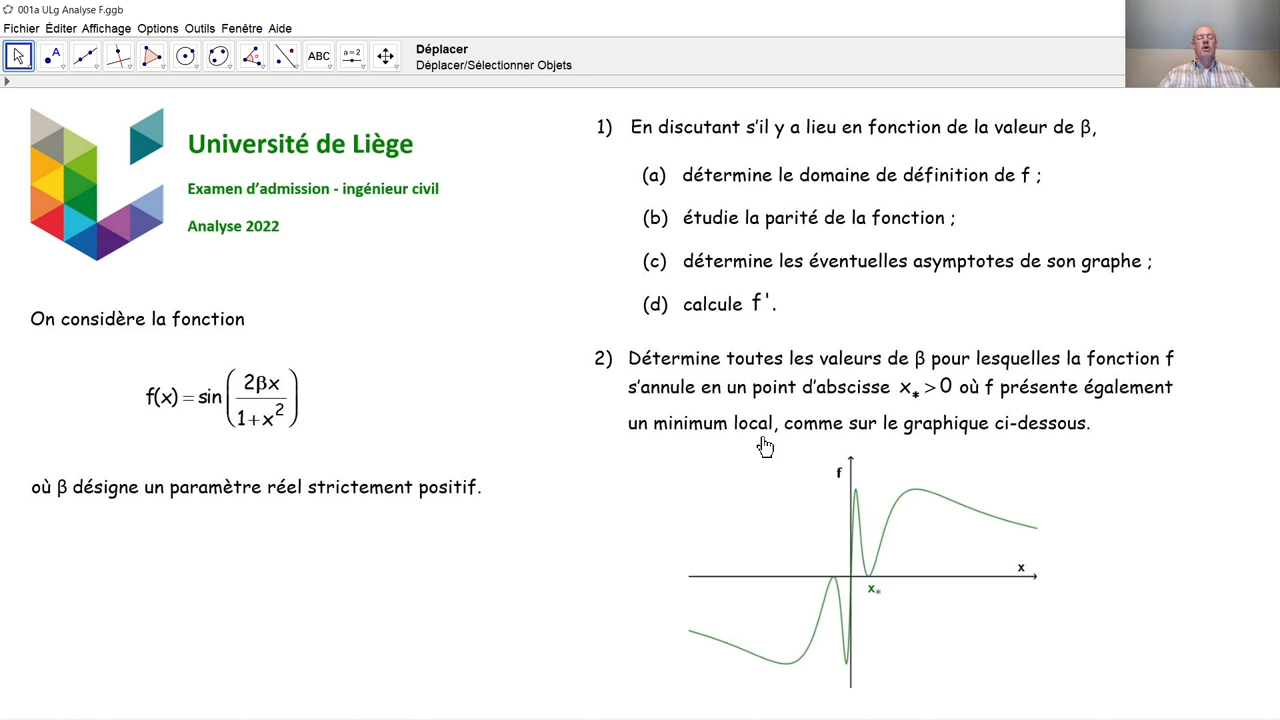 001a ULg Analyse F.ggb
Fichier Éditer Affichage Options Outils Fenêtre Aide
A
ABC
a=2
Déplacer
Déplacer/Sélectionner Objets
Université de Liège
Examen d'admission - ingénieur civil
Analyse 2022
On considère la fonction
f(x) = sin(2βx / 1+x²)
où β désigne un paramètre réel strictement positif.
1) En discutant s'il y a lieu en fonction de la valeur de β,
(a) détermine le domaine de définition de f ;
(b) étudie la parité de la fonction ;
(c) détermine les éventuelles asymptotes de son graphe ;
(d) calcule f'.
2) Détermine toutes les valeurs de β pour lesquelles la fonction f
s'annule en un point d'abscisse x* > 0 où f présente également
un minimum local, comme sur le graphique ci-dessous.
f
x
x*